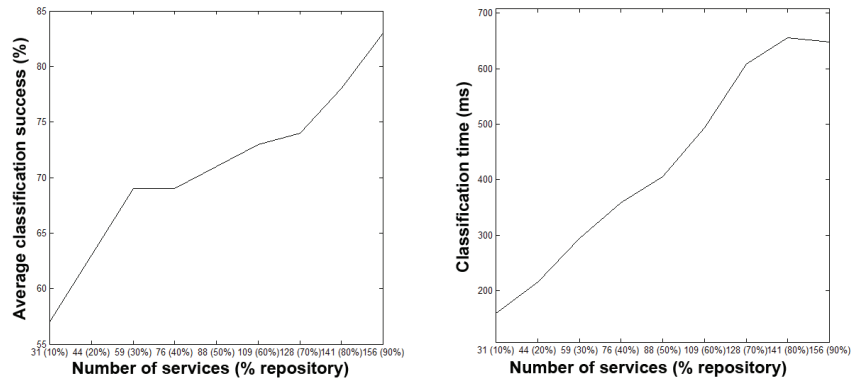 Average classification success (%)
85
80
75
70
65
60
55
31 (10%) 44 (20%) 59 (30%) 76 (40%) 88 (50%) 109 (60%) 128 (70%) 141 (80%) 156 (90%)
Number of services (% repository)
Classification time (ms)
700
600
500
400
300
200
31 (10%) 44 (20%) 59 (30%) 76 (40%) 88 (50%) 109 (60%) 128 (70%) 141 (80%) 156 (90%)
Number of services (% repository)